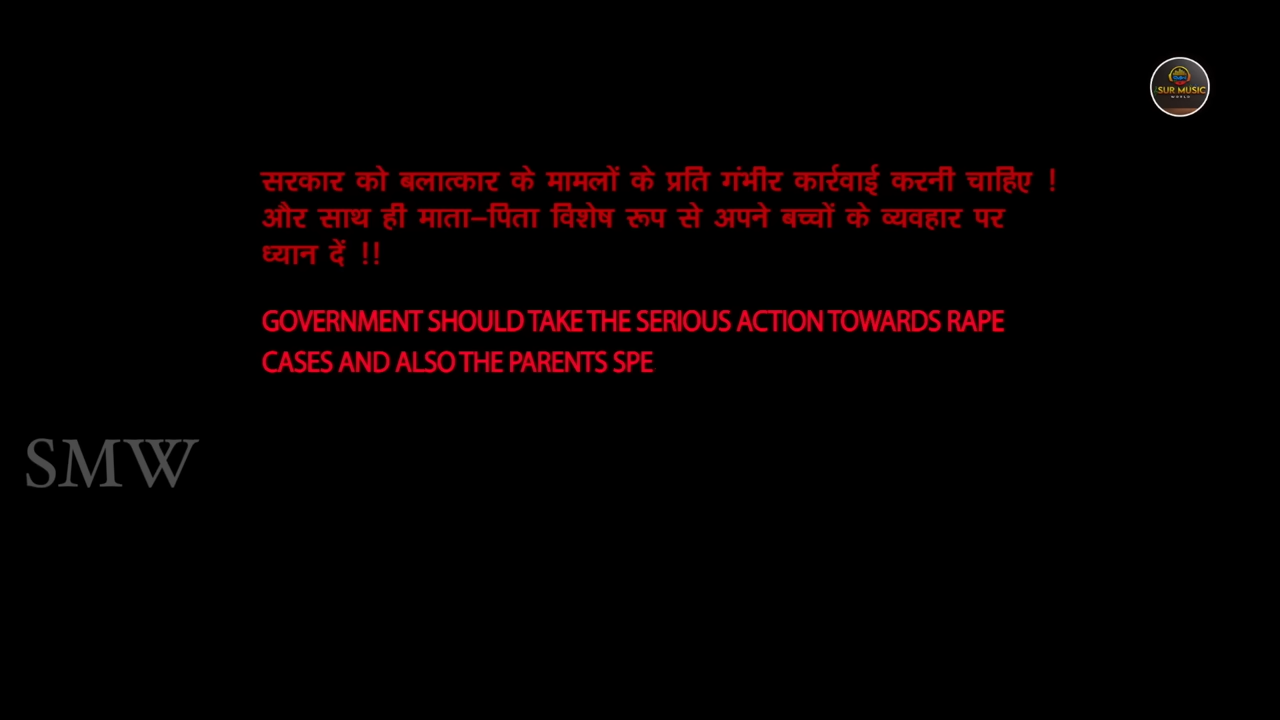 SUR MUSIC
WORLD
सरकार को बलात्कार के मामलों के प्रति गंभीर कार्रवाई करनी चाहिए !
और साथ ही माता-पिता विशेष रूप से अपने बच्चों के व्यवहार पर
ध्यान दें !!
GOVERNMENT SHOULD TAKE THE SERIOUS ACTION TOWARDS RAPE
CASES AND ALSO THE PARENTS SPE
SMW